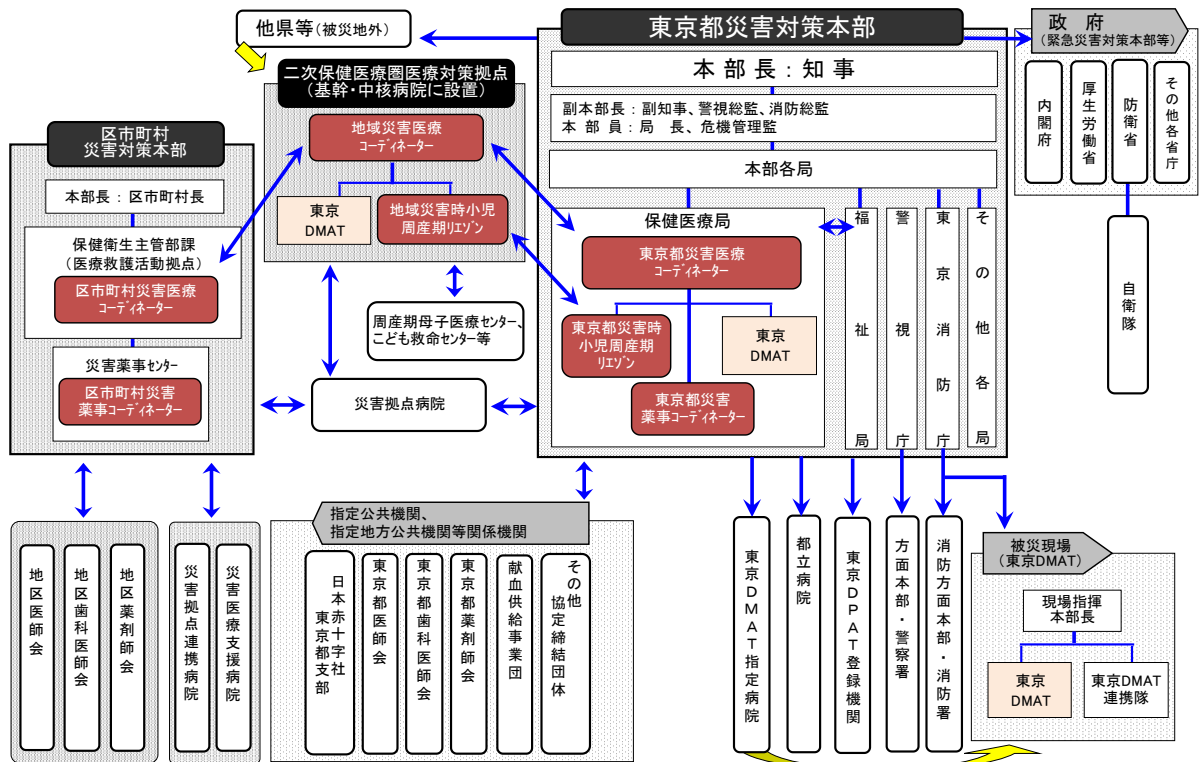 他県等(被災地外)
東京都災害対策本部
政 府
(緊急災害対策本部等)
内閣府
厚生労働省
防衛省
その他各省庁
自衛隊
本部長：知事
副本部長：副知事、警視総監、消防総監
本 部 員：局 長、危機管理監
本部各局
二次保健医療圏医療対策拠点
(基幹・中核病院に設置)
地域災害医療
コーディネーター
東京
DMAT
地域災害時小児
周産期リエゾン
区市町村
災害対策本部
本部長：区市町村長
保健衛生主管部課
(医療救護活動拠点)
区市町村災害医療
コーディネーター
災害薬事センター
区市町村災害
薬事コーディネーター
周産期母子医療センター、
こども救命センター等
災害拠点病院
保健医療局
東京都災害医療
コーディネーター
東京都災害時
小児周産期
リエゾン
東京
DMAT
東京都災害
薬事コーディネーター
福祉局
警視庁
東京消防庁
その他各局
地区医師会
地区歯科医師会
地区薬剤師会
災害拠点連携病院
災害医療支援病院
指定公共機関、
指定地方公共機関等関係機関
日本赤十字社
東京都支部
東京都医師会
東京都歯科医師会
東京都薬剤師会
献血供給事業団
その他
協定締結団体
東京DMAT指定病院
都立病院
東京DPAT登録機関
方面本部・警察署
消防方面本部・消防署
被災現場
(東京DMAT)
現場指揮
本部長
東京
DMAT
東京DMAT
連携隊